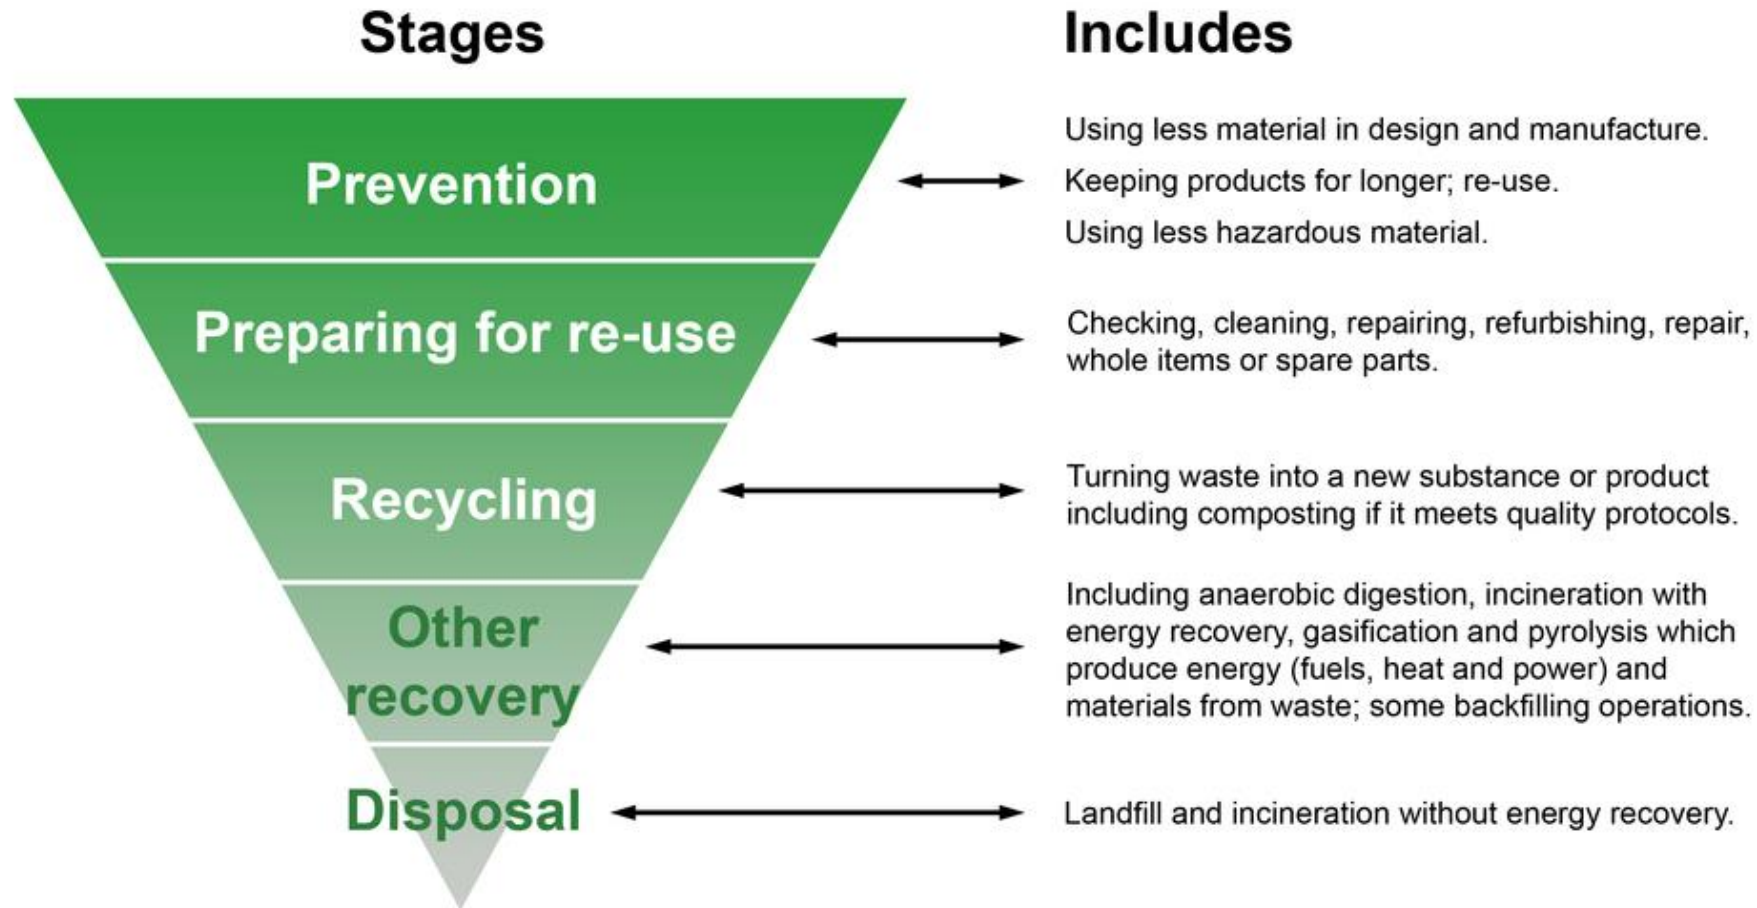 Stages
Includes
Prevention
Using less material in design and manufacture.
Keeping products for longer; re-use.
Using less hazardous material.
Preparing for re-use
Checking, cleaning, repairing, refurbishing, repair,
whole items or spare parts.
Recycling
Turning waste into a new substance or product
including composting if it meets quality protocols.
Other
recovery
Including anaerobic digestion, incineration with
energy recovery, gasification and pyrolysis which
produce energy (fuels, heat and power) and
materials from waste; some backfilling operations.
Disposal
Landfill and incineration without energy recovery.